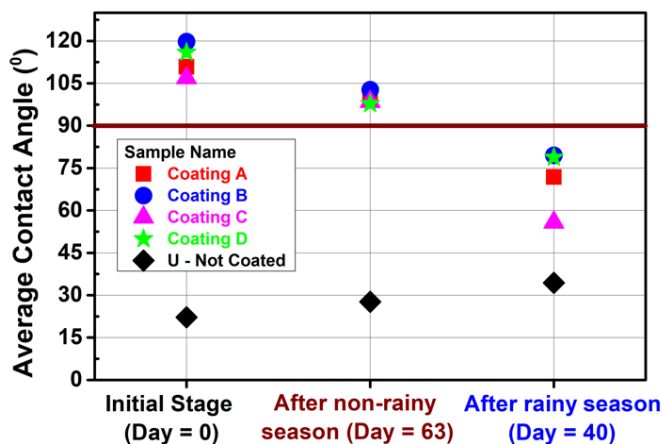 Average Contact Angle (⁰)
120
105
90
75
60
45
30
15
0
Sample Name
Coating A
Coating B
Coating C
Coating D
U - Not Coated
Initial Stage
(Day = 0)
After non-rainy
season (Day = 63)
After rainy season
(Day = 40)